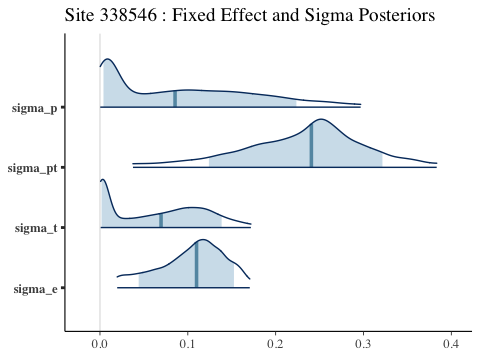 Site 338546 : Fixed Effect and Sigma Posteriors
sigma_p
sigma_pt
sigma_t
sigma_e
0.0 0.1 0.2 0.3 0.4